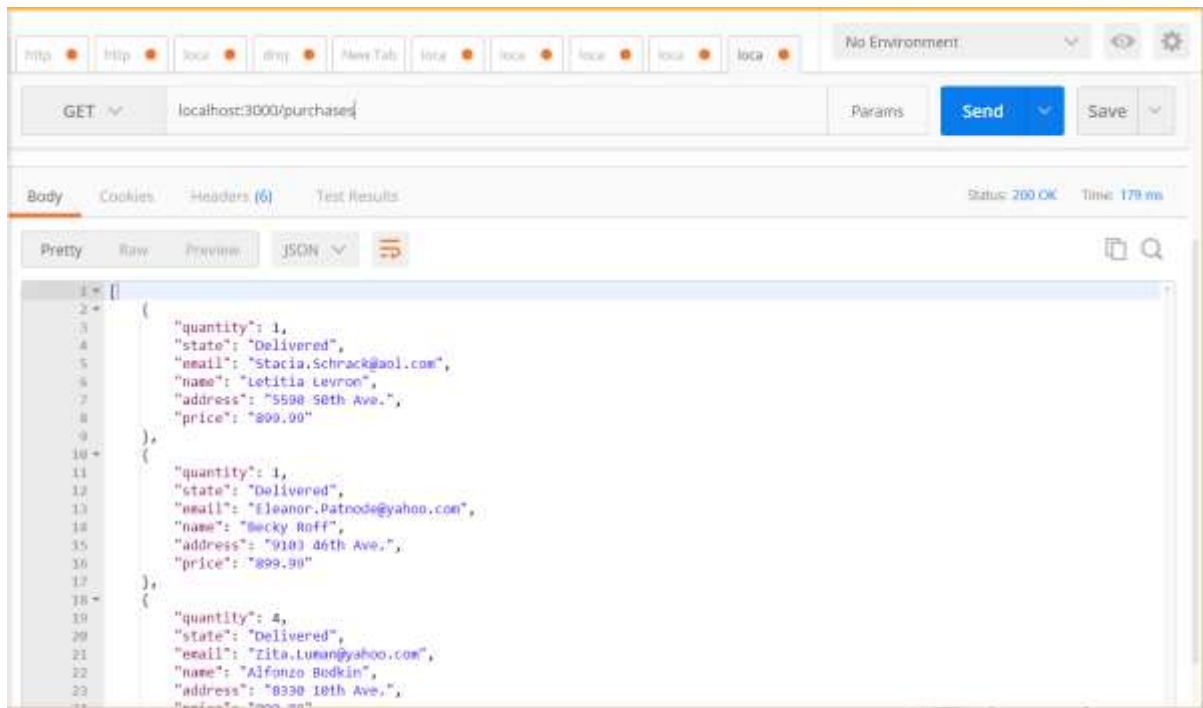 http http loca drop New Tab loca loca loca loca loca No Environment
GET localhost:3000/purchases Params Send Save
Body Cookies Headers (6) Test Results Status: 200 OK Time: 179 ms
Pretty Raw Preview JSON
1 [
2 {
3 "quantity": 1,
4 "state": "Delivered",
5 "email": "Stacia.Schrack@aol.com",
6 "name": "Letitia Levron",
7 "address": "5590 50th Ave.",
8 "price": "899.99"
9 },
10 {
11 "quantity": 1,
12 "state": "Delivered",
13 "email": "Eleanor.Patnode@yahoo.com",
14 "name": "Becky Roff",
15 "address": "9103 46th Ave.",
16 "price": "899.99"
17 },
18 {
19 "quantity": 4,
20 "state": "Delivered",
21 "email": "Zita.Luman@yahoo.com",
22 "name": "Alfonzo Bodkin",
23 "address": "8330 10th Ave.",